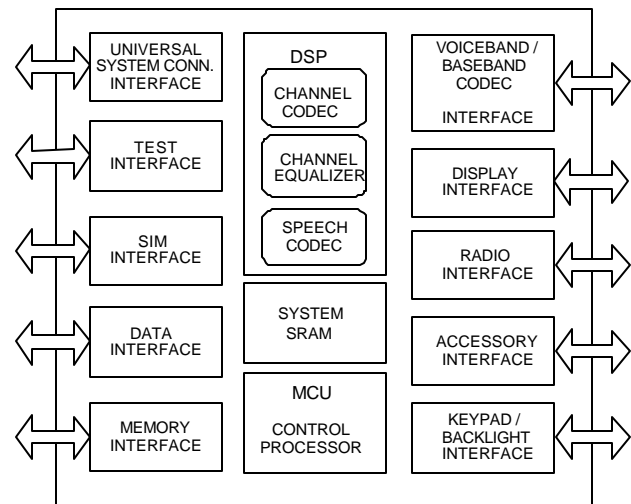 UNIVERSAL
SYSTEM CONN.
INTERFACE
TEST
INTERFACE
SIM
INTERFACE
DATA
INTERFACE
MEMORY
INTERFACE
DSP
CHANNEL
CODEC
CHANNEL
EQUALIZER
SPEECH
CODEC
SYSTEM
SRAM
MCU
CONTROL
PROCESSOR
VOICEBAND /
BASEBAND
CODEC
INTERFACE
DISPLAY
INTERFACE
RADIO
INTERFACE
ACCESSORY
INTERFACE
KEYPAD /
BACKLIGHT
INTERFACE